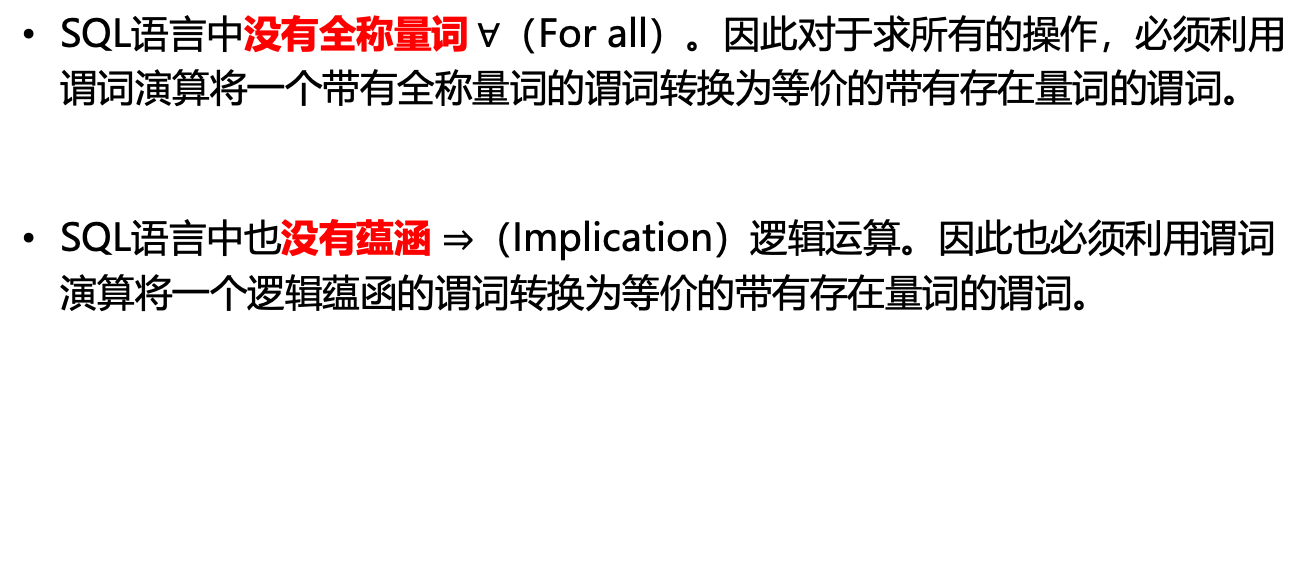 • SQL语言中没有全称量词 ∀（For all）。因此对于求所有的操作，必须利用
谓词演算将一个带有全称量词的谓词转换为等价的带有存在量词的谓词。
• SQL语言中也没有蕴涵 ⇒（Implication）逻辑运算。因此也必须利用谓词
演算将一个逻辑蕴函的谓词转换为等价的带有存在量词的谓词。